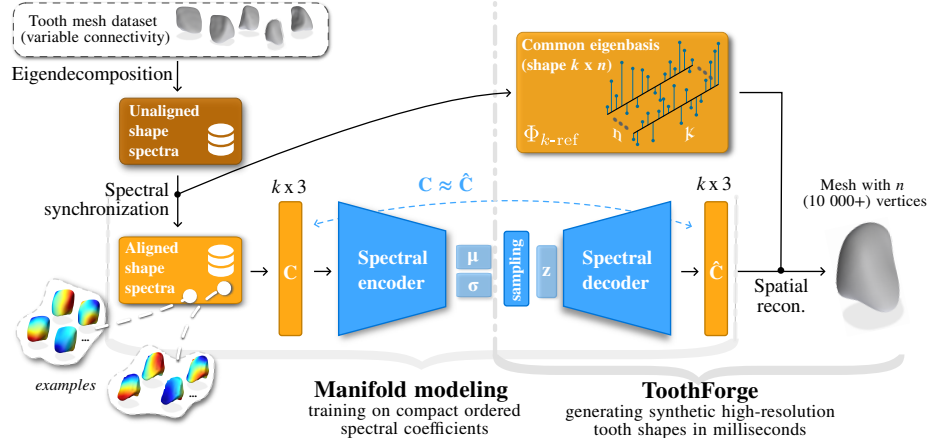 Tooth mesh dataset
(variable connectivity)
Eigendecomposition
Unaligned
shape
spectra
Common eigenbasis
(shape k x n)
Φk-ref
n
k
Spectral
synchronization
Aligned
shape
spectra
k x 3
C
Spectral
encoder
C ≈ Ĉ
μ
σ
sampling
z
Spectral
decoder
k x 3
Ĉ
Mesh with n
(10 000+) vertices
Spatial
recon.
...
...
examples
Manifold modeling
training on compact ordered
spectral coefficients
ToothForge
generating synthetic high-resolution
tooth shapes in milliseconds